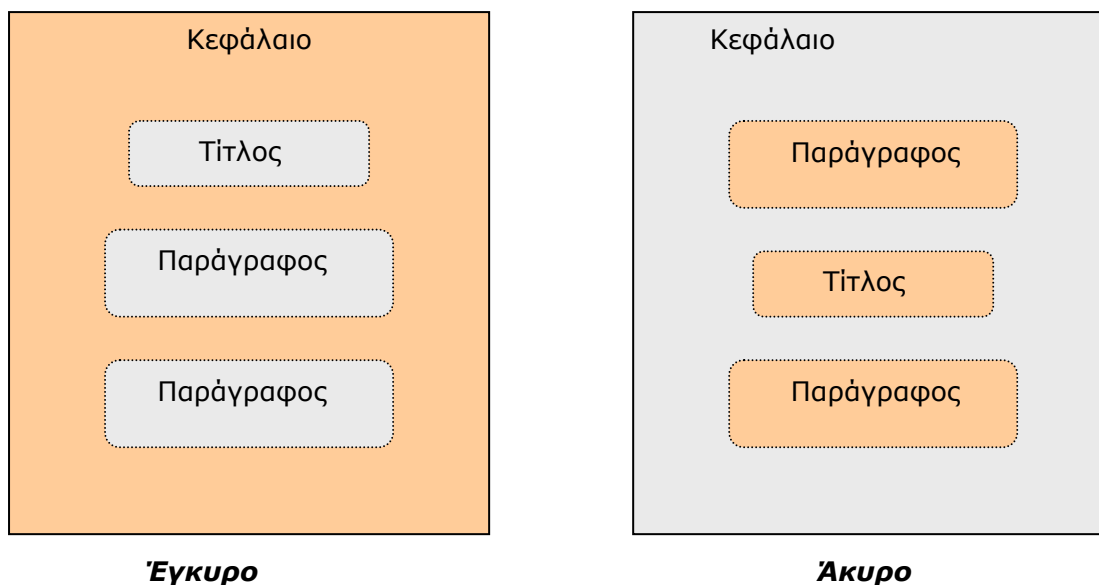 Κεφάλαιο
Τίτλος
Παράγραφος
Παράγραφος
Έγκυρο
Κεφάλαιο
Παράγραφος
Τίτλος
Παράγραφος
Άκυρο